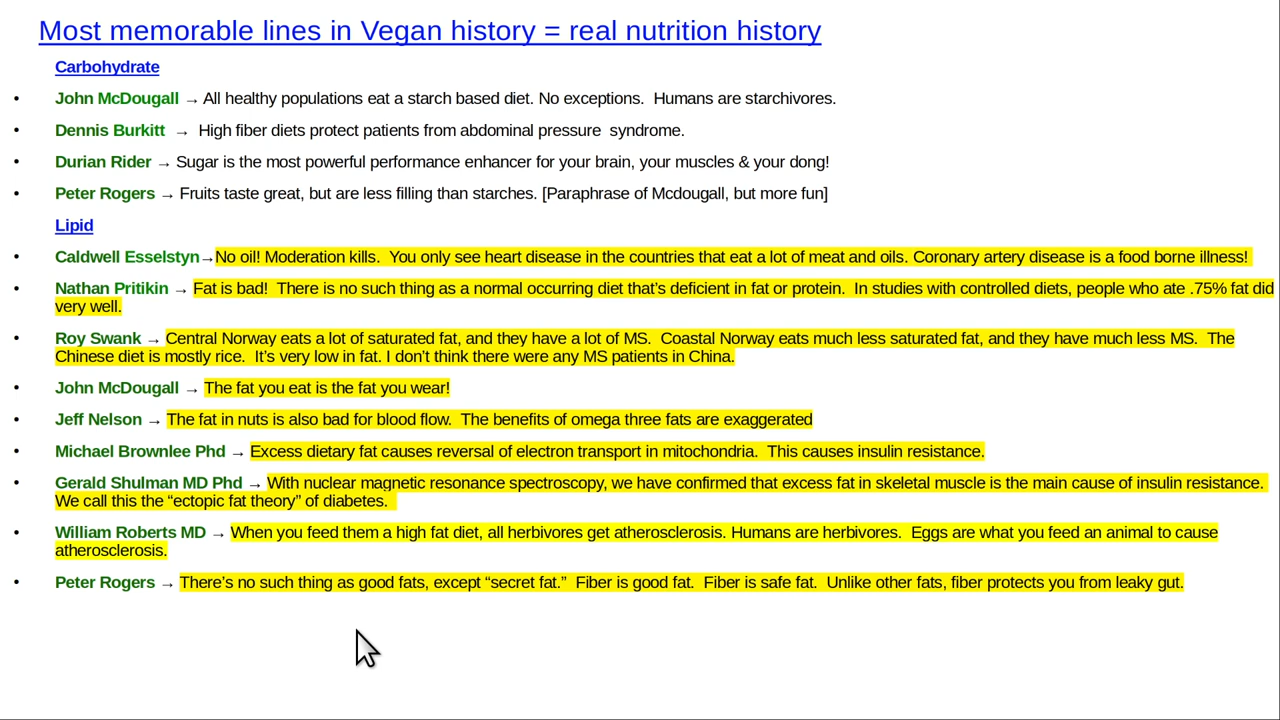 Most memorable lines in Vegan history = real nutrition history
Carbohydrate
• John McDougall → All healthy populations eat a starch based diet. No exceptions.  Humans are starchivores.
• Dennis Burkitt  →  High fiber diets protect patients from abdominal pressure  syndrome.
• Durian Rider → Sugar is the most powerful performance enhancer for your brain, your muscles & your dong!
• Peter Rogers → Fruits taste great, but are less filling than starches. [Paraphrase of Mcdougall, but more fun]
Lipid
• Caldwell Esselstyn→No oil! Moderation kills.  You only see heart disease in the countries that eat a lot of meat and oils. Coronary artery disease is a food borne illness!
• Nathan Pritikin → Fat is bad!  There is no such thing as a normal occurring diet that’s deficient in fat or protein.  In studies with controlled diets, people who ate .75% fat did
very well.
• Roy Swank → Central Norway eats a lot of saturated fat, and they have a lot of MS.  Coastal Norway eats much less saturated fat, and they have much less MS.  The
Chinese diet is mostly rice.  It’s very low in fat. I don’t think there were any MS patients in China.
• John McDougall → The fat you eat is the fat you wear!
• Jeff Nelson → The fat in nuts is also bad for blood flow.  The benefits of omega three fats are exaggerated
• Michael Brownlee Phd → Excess dietary fat causes reversal of electron transport in mitochondria.  This causes insulin resistance.
• Gerald Shulman MD Phd → With nuclear magnetic resonance spectroscopy, we have confirmed that excess fat in skeletal muscle is the main cause of insulin resistance.
We call this the “ectopic fat theory” of diabetes.
• William Roberts MD → When you feed them a high fat diet, all herbivores get atherosclerosis. Humans are herbivores.  Eggs are what you feed an animal to cause
atherosclerosis.
• Peter Rogers → There’s no such thing as good fats, except “secret fat.”  Fiber is good fat.  Fiber is safe fat.  Unlike other fats, fiber protects you from leaky gut.